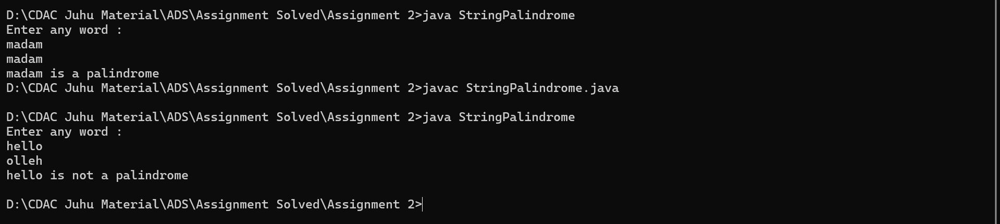 D:\CDAC Juhu Material\ADS\Assignment Solved\Assignment 2>java StringPalindrome
Enter any word :
madam
madam
madam is a palindrome
D:\CDAC Juhu Material\ADS\Assignment Solved\Assignment 2>javac StringPalindrome.java
D:\CDAC Juhu Material\ADS\Assignment Solved\Assignment 2>java StringPalindrome
Enter any word :
hello
olleh
hello is not a palindrome
D:\CDAC Juhu Material\ADS\Assignment Solved\Assignment 2>